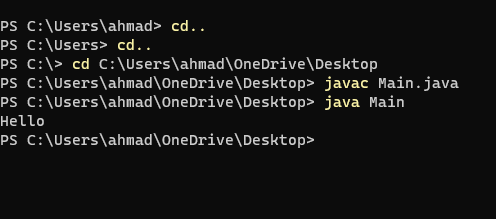 PS C:\Users\ahmad> cd..
PS C:\Users> cd..
PS C:\> cd C:\Users\ahmad\OneDrive\Desktop
PS C:\Users\ahmad\OneDrive\Desktop> javac Main.java
PS C:\Users\ahmad\OneDrive\Desktop> java Main
Hello
PS C:\Users\ahmad\OneDrive\Desktop>